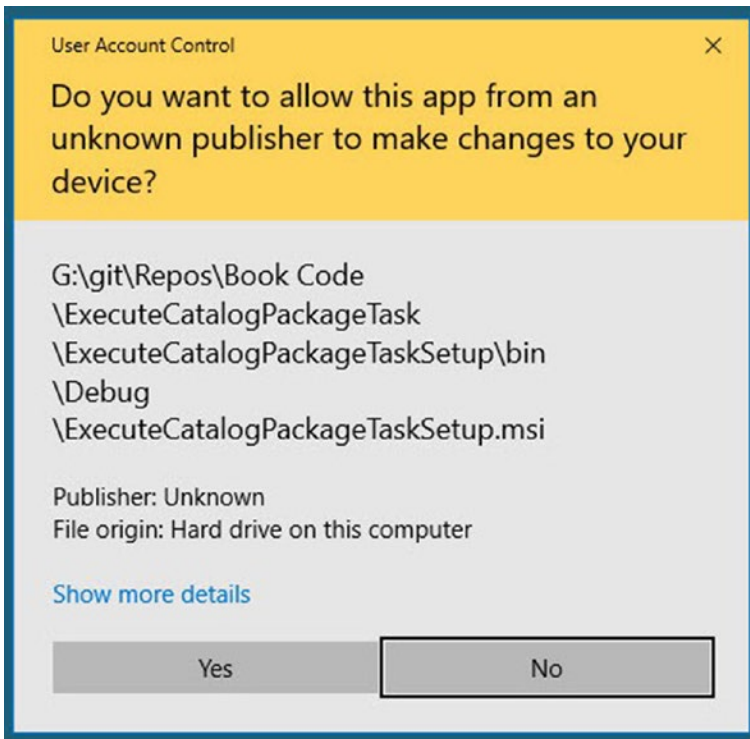 User Account Control
Do you want to allow this app from an
unknown publisher to make changes to your
device?
G:\git\Repos\Book Code
\ExecuteCatalogPackageTask
\ExecuteCatalogPackageTaskSetup\bin
\Debug
\ExecuteCatalogPackageTaskSetup.msi
Publisher: Unknown
File origin: Hard drive on this computer
Show more details
Yes
No